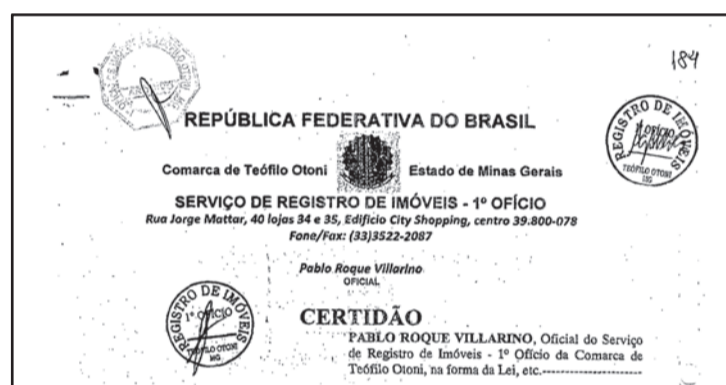 184
REPÚBLICA FEDERATIVA DO BRASIL
Comarca de Teófilo Otoni Estado de Minas Gerais
SERVIÇO DE REGISTRO DE IMÓVEIS - 1º OFÍCIO
Rua Jorge Mattar, 40 lojas 34 e 35, Edifício City Shopping, centro 39.800-078
Fone/Fax: (33)3522-2087
Pablo Roque Villarino
OFICIAL
REGISTRO DE IMÓVEIS
1º OFÍCIO
TEÓFILO OTONI
MG
REGISTRO DE IMÓVEIS
1º OFÍCIO
TEÓFILO OTONI
MG
CERTIDÃO
PABLO ROQUE VILLARINO, Oficial do Serviço
de Registro de Imóveis - 1º Ofício da Comarca de
Teófilo Otoni, na forma da Lei, etc.----------------------